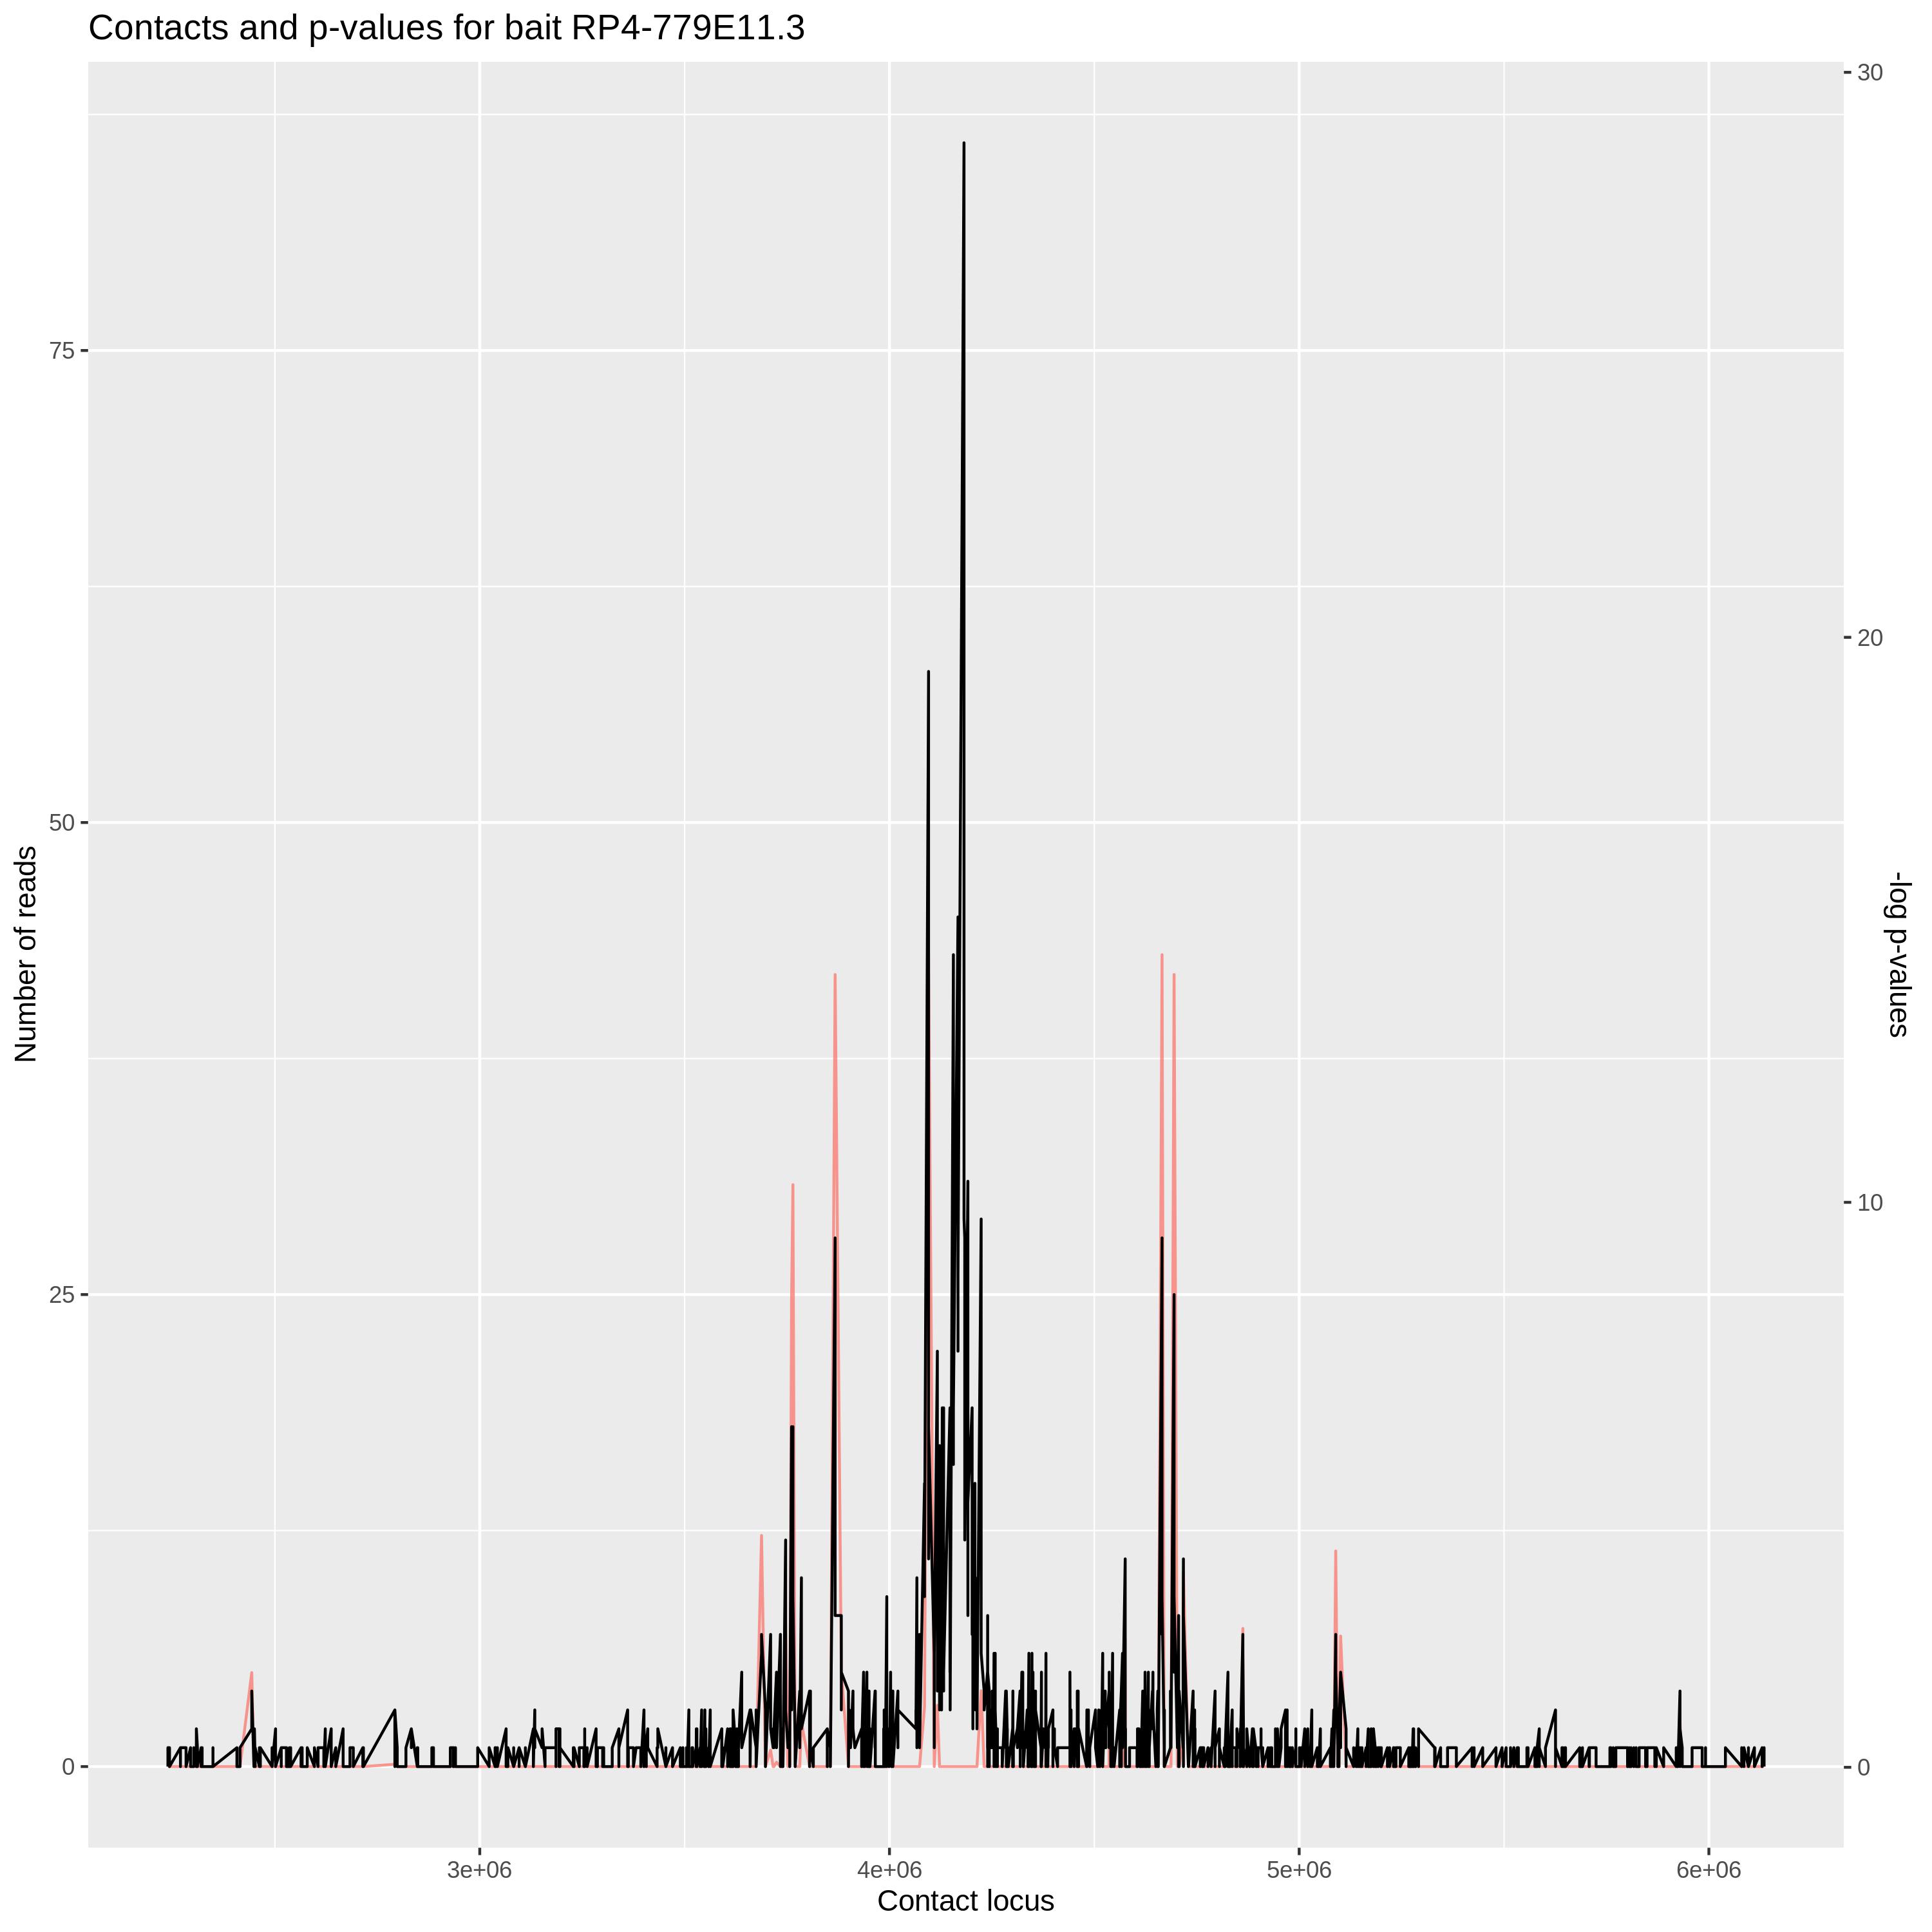 Contacts and p-values for bait RP4-779E11.3
30
75
20
50
Number of reads
-log p-values
10
25
0
0
3e+06
4e+06
5e+06
6e+06
Contact locus